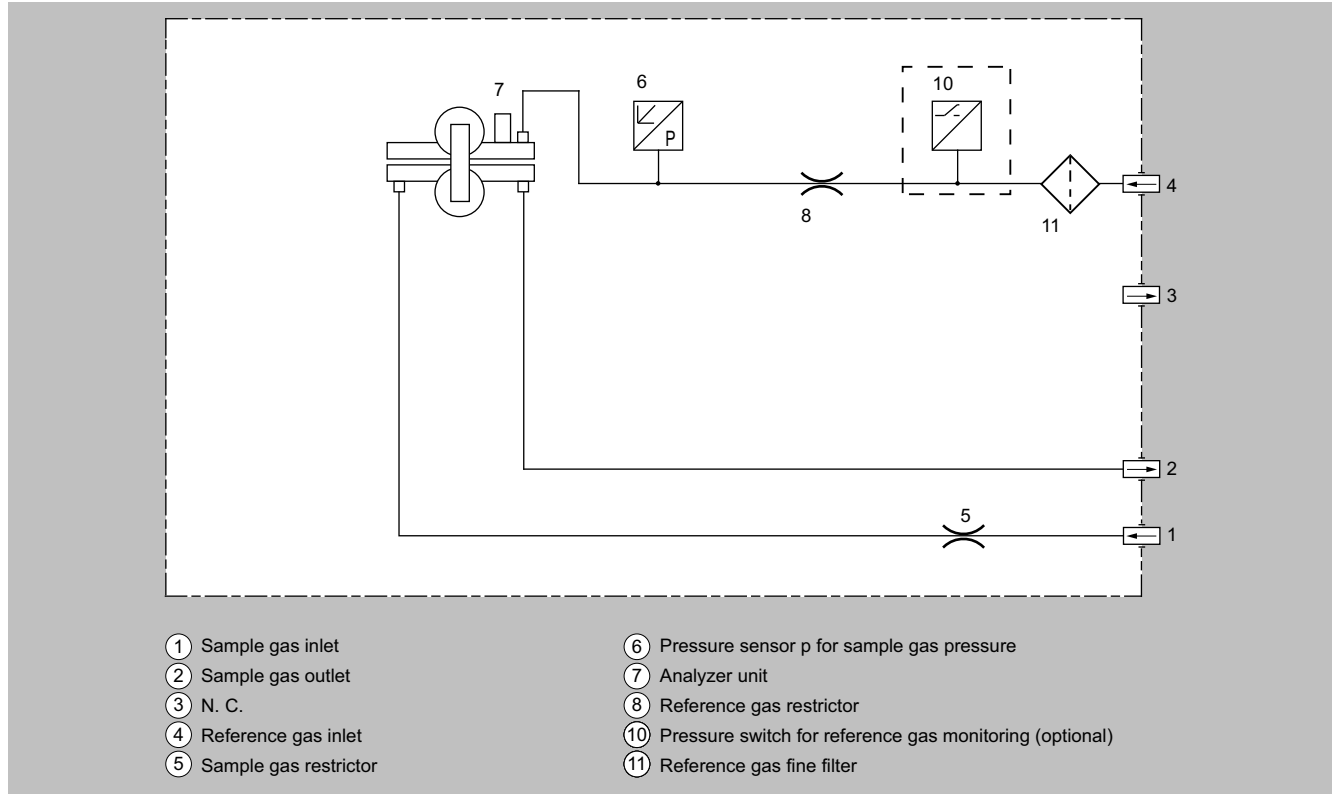 7
6
P
10
8
11
4
3
2
5
1
1 Sample gas inlet
2 Sample gas outlet
3 N. C.
4 Reference gas inlet
5 Sample gas restrictor
6 Pressure sensor p for sample gas pressure
7 Analyzer unit
8 Reference gas restrictor
10 Pressure switch for reference gas monitoring (optional)
11 Reference gas fine filter